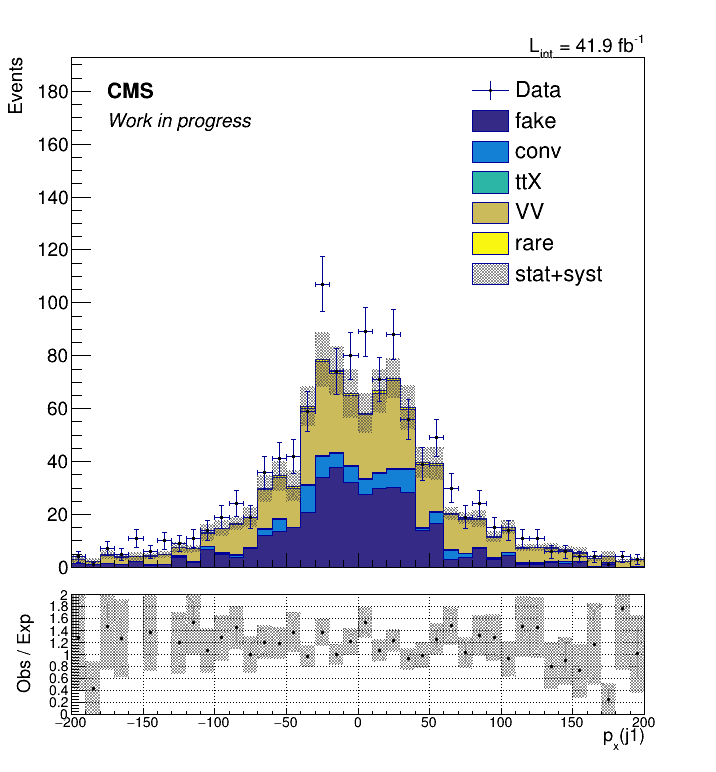 L_int = 41.9 fb^-1
Events
CMS
Work in progress
Data
fake
conv
ttX
VV
rare
stat+syst
180
160
140
120
100
80
60
40
20
0
Obs / Exp
2
1.8
1.6
1.4
1.2
1
0.8
0.6
0.4
0.2
0
−200 −150 −100 −50 0 50 100 150 200
p_x(j1)